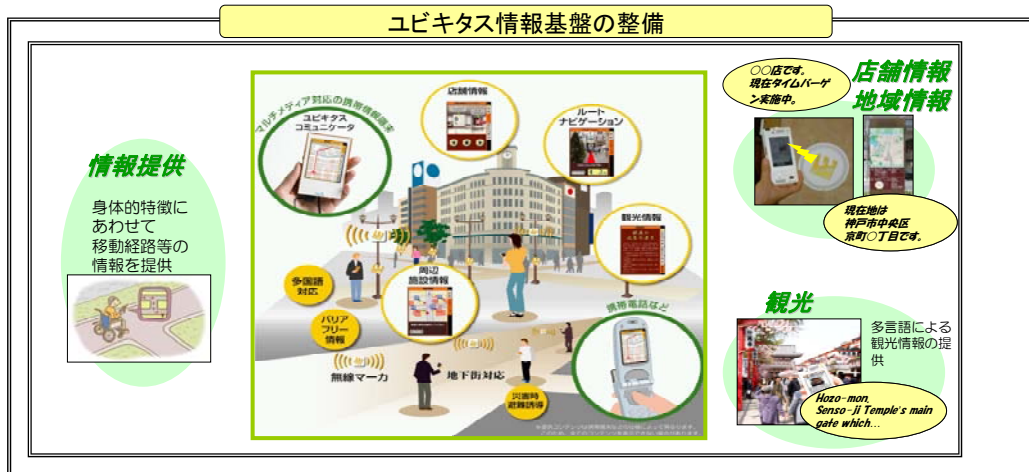 ユビキタス情報基盤の整備
情報提供
身体的特徴に
あわせて
移動経路等の
情報を提供
マルチメディア対応の携帯情報端末
ユビキタス
コミュニケータ
店舗情報
ルート
ナビゲーション
観光情報
周辺
施設情報
多国語
対応
バリア
フリー
情報
無線マーカ
地下街対応
災害時
避難誘導
携帯電話など
○○店です。
現在タイムバーゲ
ン実施中。
店舗情報
地域情報
現在地は
神戸市中央区
京町○丁目です。
観光
多言語による
観光情報の提
供
Hozo-mon,
Senso-ji Temple's main
gate which...